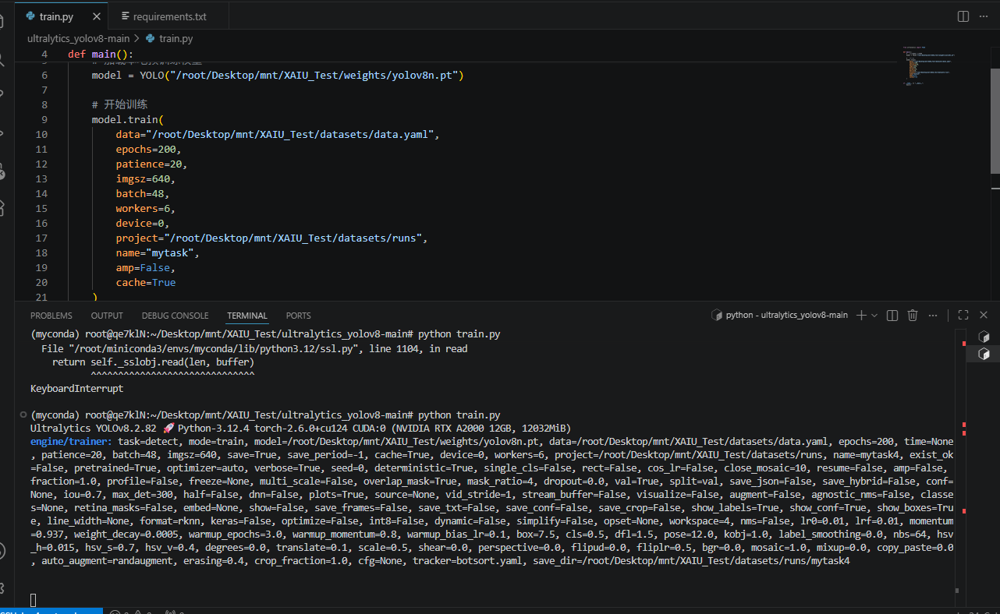 train.py
requirements.txt
ultralytics_yolov8-main > train.py
4 def main():
6 model = YOLO("/root/Desktop/mnt/XAIU_Test/weights/yolov8n.pt")
7
8 # 开始训练
9 model.train(
10 data="/root/Desktop/mnt/XAIU_Test/datasets/data.yaml",
11 epochs=200,
12 patience=20,
13 imgsz=640,
14 batch=48,
15 workers=6,
16 device=0,
17 project="/root/Desktop/mnt/XAIU_Test/datasets/runs",
18 name="mytask",
19 amp=False,
20 cache=True
21 )
PROBLEMS OUTPUT DEBUG CONSOLE TERMINAL PORTS
python - ultralytics_yolov8-main
(myconda) root@qe7klN:~/Desktop/mnt/XAIU_Test/ultralytics_yolov8-main# python train.py
File "/root/miniconda3/envs/myconda/lib/python3.12/ssl.py", line 1104, in read
return self._sslobj.read(len, buffer)
^^^^^^^^^^^^^^^^^^^^^^^^^^^^^^
KeyboardInterrupt
(myconda) root@qe7klN:~/Desktop/mnt/XAIU_Test/ultralytics_yolov8-main# python train.py
Ultralytics YOLOv8.2.82 🚀 Python-3.12.4 torch-2.6.0+cu124 CUDA:0 (NVIDIA RTX A2000 12GB, 12032MiB)
engine/trainer: task=detect, mode=train, model=/root/Desktop/mnt/XAIU_Test/weights/yolov8n.pt, data=/root/Desktop/mnt/XAIU_Test/datasets/data.yaml, epochs=200, time=None
, patience=20, batch=48, imgsz=640, save=True, save_period=-1, cache=True, device=0, workers=6, project=/root/Desktop/mnt/XAIU_Test/datasets/runs, name=mytask4, exist_ok
=False, pretrained=True, optimizer=auto, verbose=True, seed=0, deterministic=True, single_cls=False, rect=False, cos_lr=False, close_mosaic=10, resume=False, amp=False,
fraction=1.0, profile=False, freeze=None, multi_scale=False, overlap_mask=True, mask_ratio=4, dropout=0.0, val=True, split=val, save_json=False, save_hybrid=False, conf=
None, iou=0.7, max_det=300, half=False, dnn=False, plots=True, source=None, vid_stride=1, stream_buffer=False, visualize=False, augment=False, agnostic_nms=False, classe
s=None, retina_masks=False, embed=None, show=False, save_frames=False, save_txt=False, save_conf=False, save_crop=False, show_labels=True, show_conf=True, show_boxes=Tru
e, line_width=None, format=rknn, keras=False, optimize=False, int8=False, dynamic=False, simplify=False, opset=None, workspace=4, nms=False, lr0=0.01, lrf=0.01, momentum
=0.937, weight_decay=0.0005, warmup_epochs=3.0, warmup_momentum=0.8, warmup_bias_lr=0.1, box=7.5, cls=0.5, dfl=1.5, pose=12.0, kobj=1.0, label_smoothing=0.0, nbs=64, hsv
_h=0.015, hsv_s=0.7, hsv_v=0.4, degrees=0.0, translate=0.1, scale=0.5, shear=0.0, perspective=0.0, flipud=0.0, fliplr=0.5, bgr=0.0, mosaic=1.0, mixup=0.0, copy_paste=0.0
, auto_augment=randaugment, erasing=0.4, crop_fraction=1.0, cfg=None, tracker=botsort.yaml, save_dir=/root/Desktop/mnt/XAIU_Test/datasets/runs/mytask4